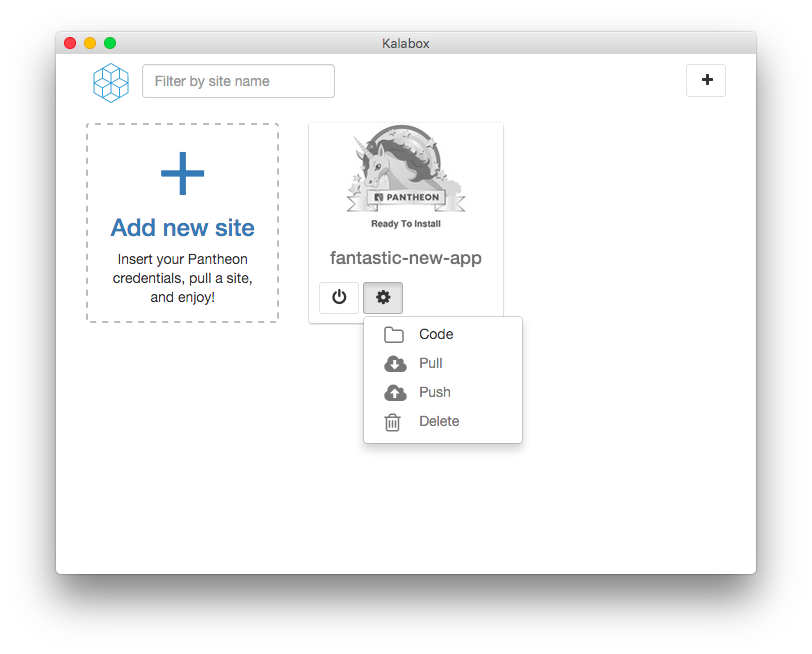 Kalabox
Filter by site name
Add new site
Insert your Pantheon
credentials, pull a site,
and enjoy!
PANTHEON
Ready To Install
fantastic-new-app
Code
Pull
Push
Delete